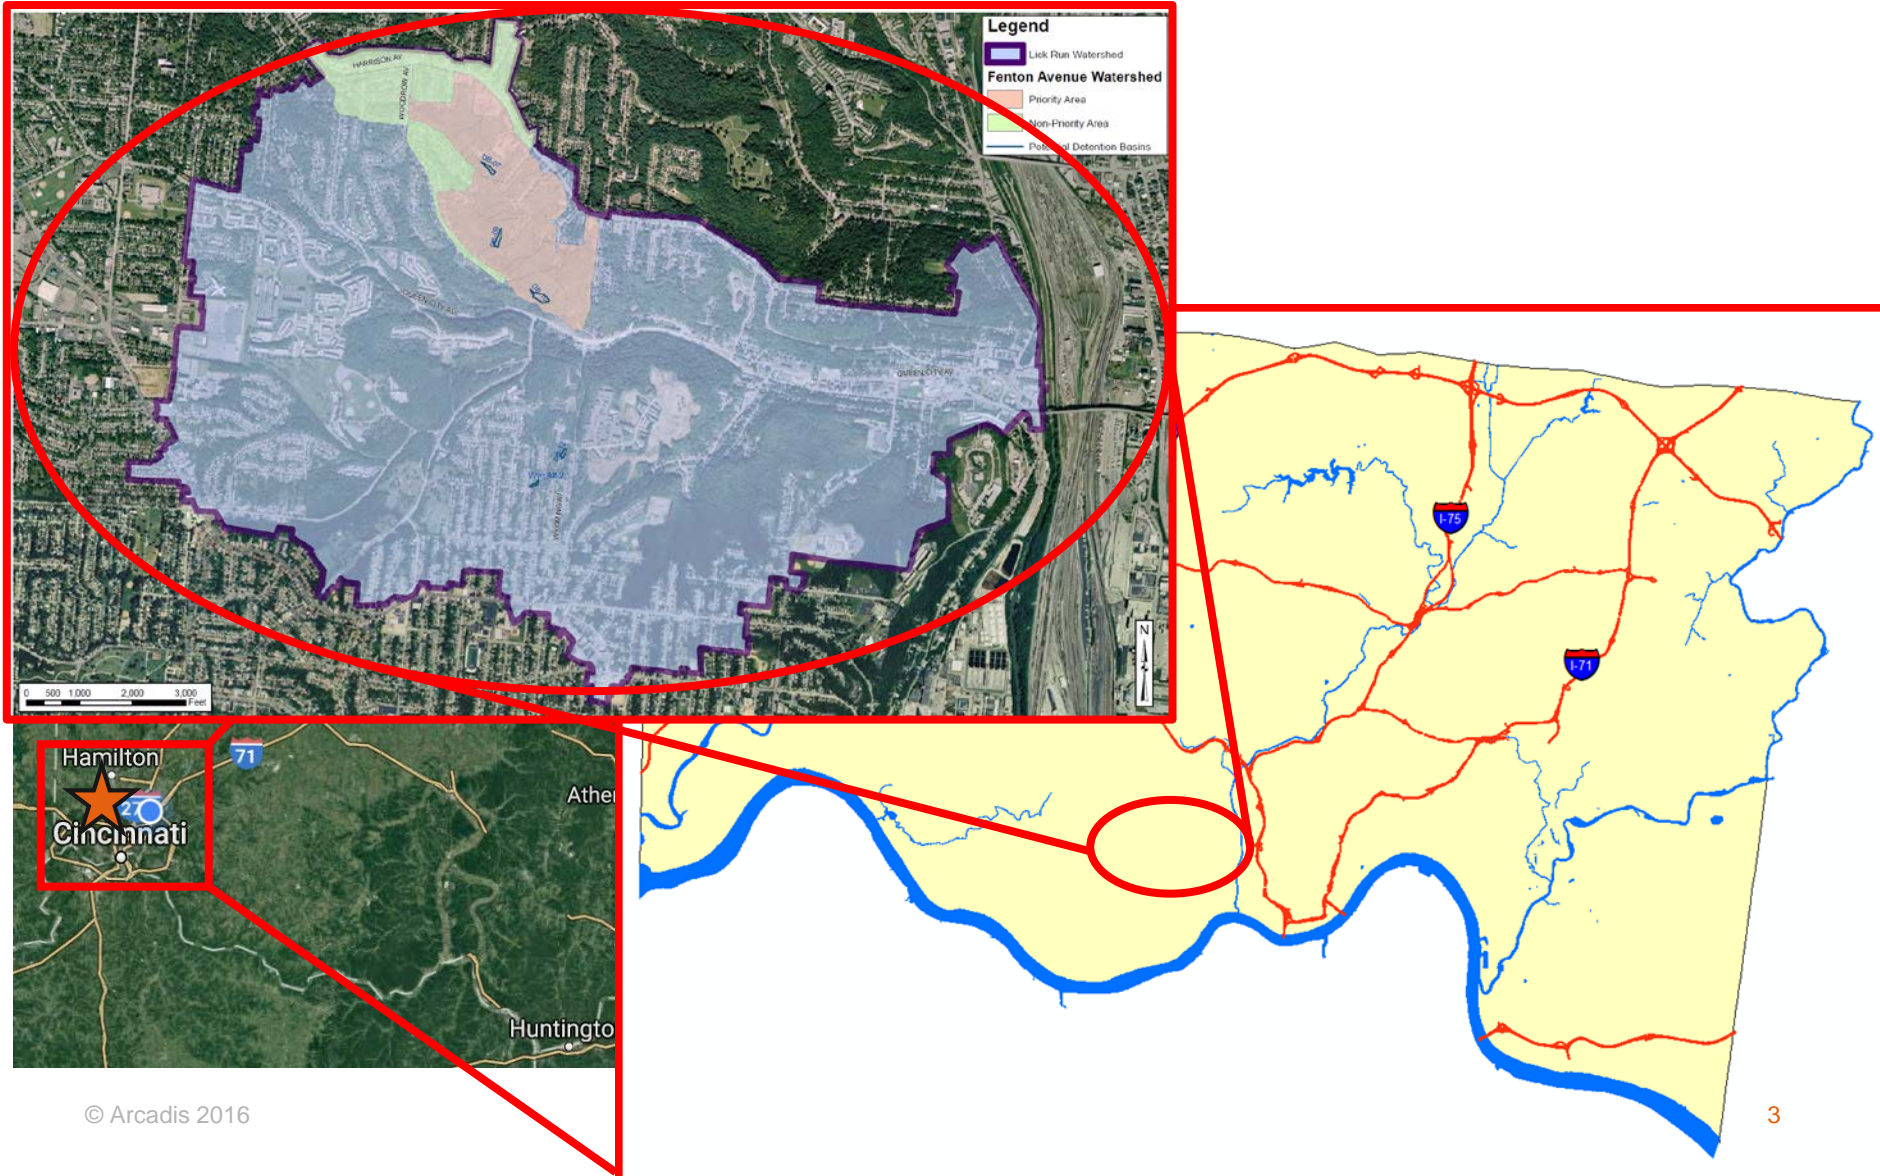 Legend
Lick Run Watershed
Fenton Avenue Watershed
Priority Area
Non-Priority Area
Potential Detention Basins
HARRISON AV
WOODROW AV
QUEEN CITY AV
QUEEN CITY AV
N
0 500 1,000 2,000 3,000
Feet
I-75
I-71
Hamilton
71
27
Cincinnati
Athe
Huntingto
© Arcadis 2016
3